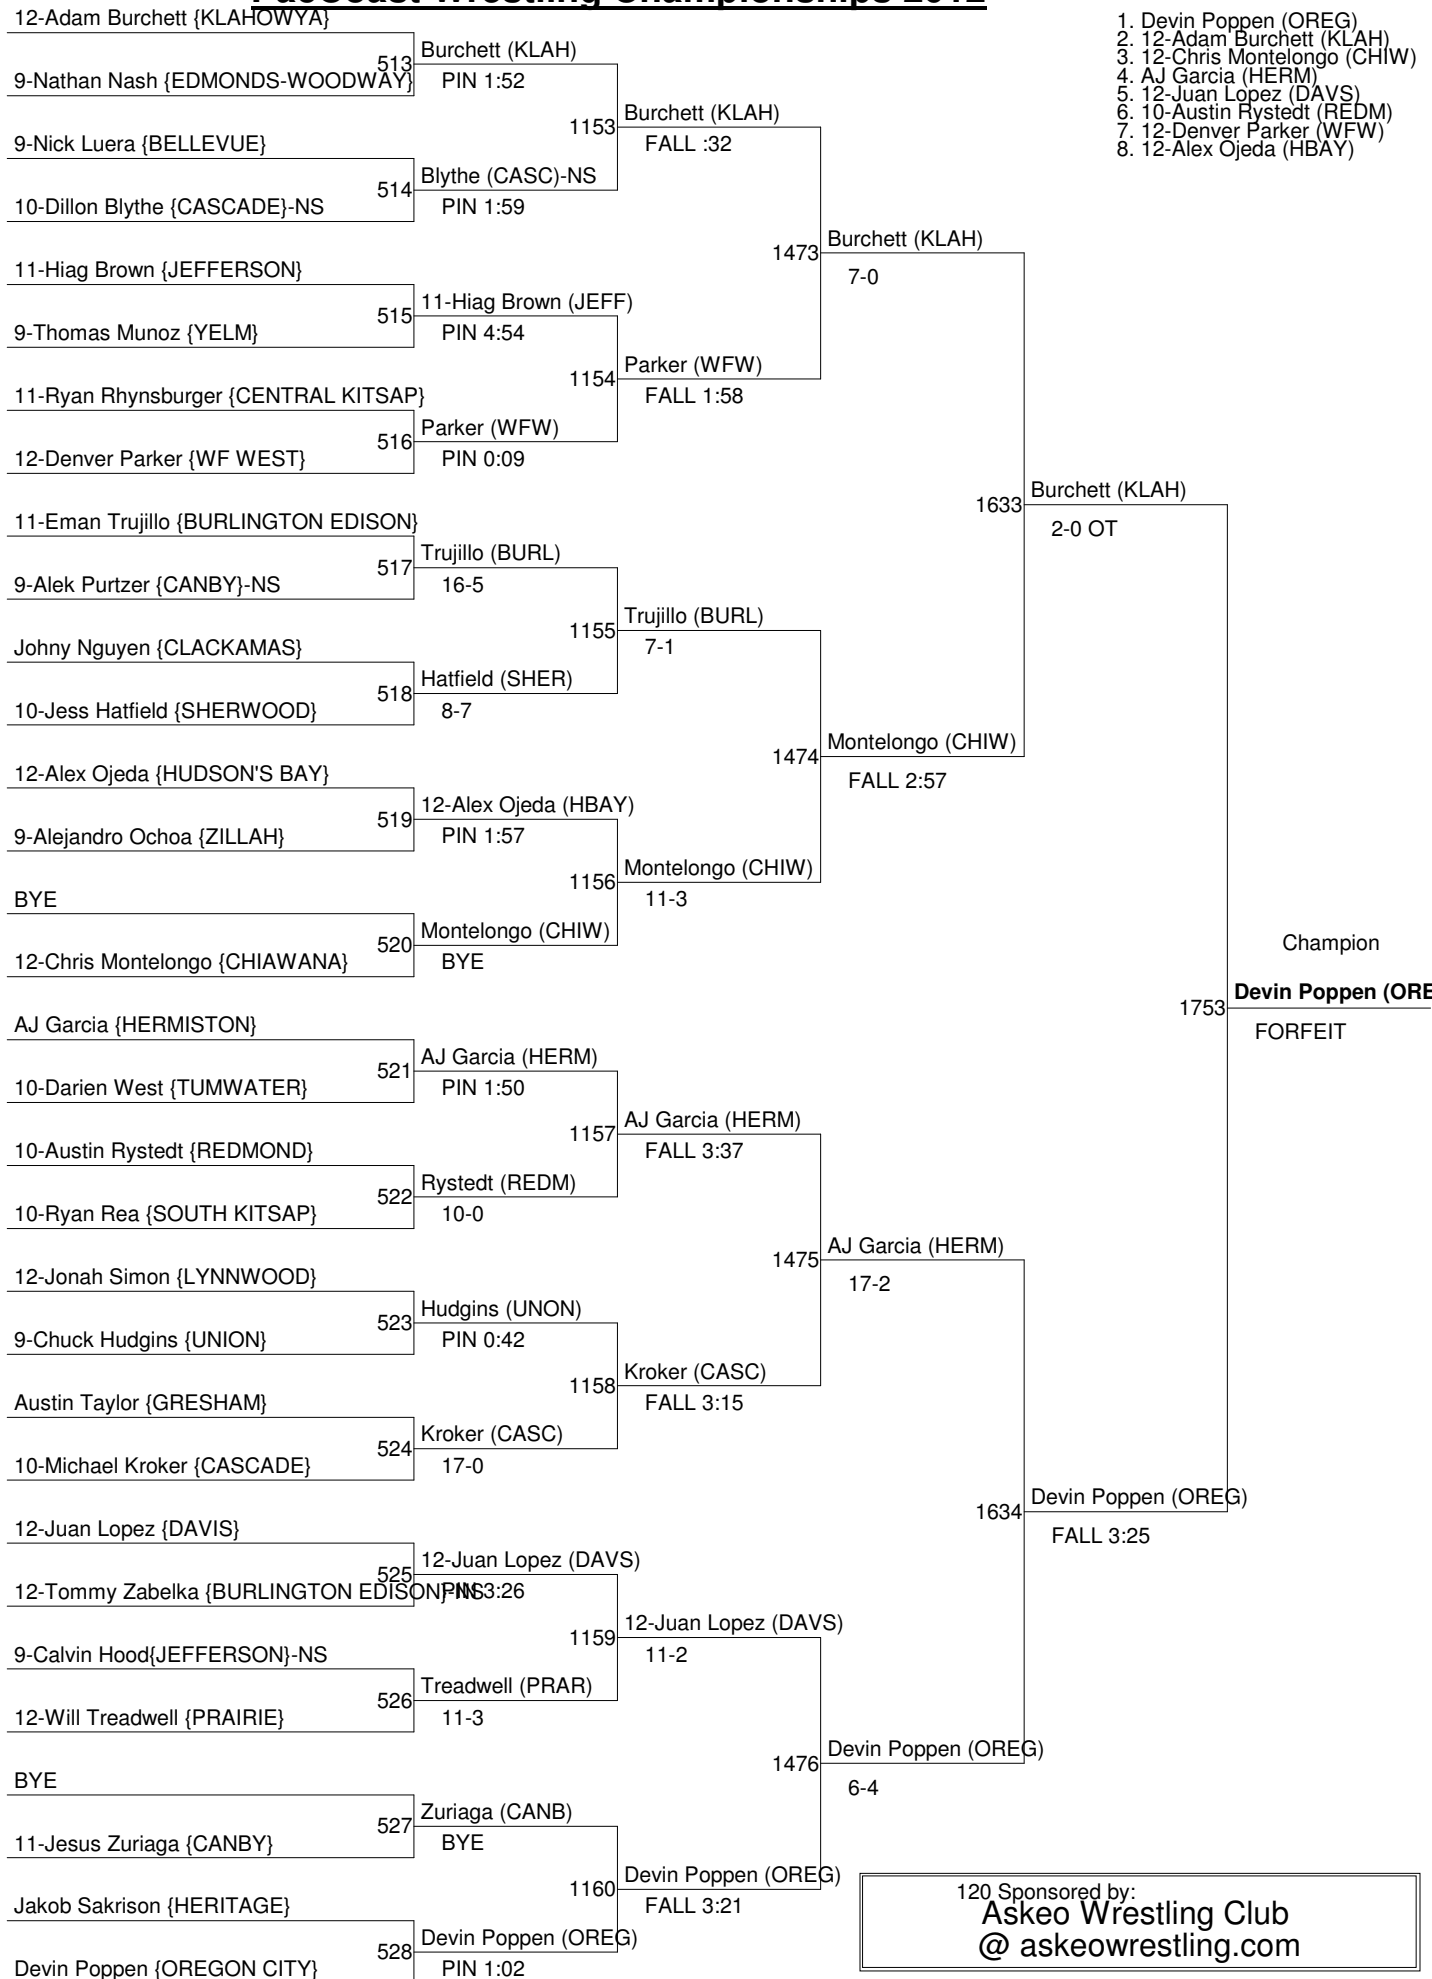 PacCoast Wrestling Championships 2012
1. Devin Poppen (OREG)
2. 12-Adam Burchett (KLAH)
3. 12-Chris Montelongo (CHIW)
4. AJ Garcia (HERM)
5. 12-Juan Lopez (DAVS)
6. 10-Austin Rystedt (REDM)
7. 12-Denver Parker (WFW)
8. 12-Alex Ojeda (HBAY)
12-Adam Burchett {KLAHOWYA}
513 Burchett (KLAH)
9-Nathan Nash {EDMONDS-WOODWAY} PIN 1:52
1153 Burchett (KLAH)
9-Nick Luera {BELLEVUE} FALL :32
514 Blythe (CASC)-NS
10-Dillon Blythe {CASCADE}-NS PIN 1:59
1473 Burchett (KLAH)
11-Hiag Brown {JEFFERSON} 7-0
515 11-Hiag Brown (JEFF)
9-Thomas Munoz {YELM} PIN 4:54
1154 Parker (WFW)
11-Ryan Rhynsburger {CENTRAL KITSAP} FALL 1:58
516 Parker (WFW)
12-Denver Parker {WF WEST} PIN 0:09
1633 Burchett (KLAH)
11-Eman Trujillo {BURLINGTON EDISON} 2-0 OT
517 Trujillo (BURL)
9-Alek Purtzer {CANBY}-NS 16-5
1155 Trujillo (BURL)
Johny Nguyen {CLACKAMAS} 7-1
518 Hatfield (SHER)
10-Jess Hatfield {SHERWOOD} 8-7
1474 Montelongo (CHIW)
12-Alex Ojeda {HUDSON'S BAY} FALL 2:57
519 12-Alex Ojeda (HBAY)
9-Alejandro Ochoa {ZILLAH} PIN 1:57
1156 Montelongo (CHIW)
BYE 11-3
520 Montelongo (CHIW)
12-Chris Montelongo {CHIAWANA} BYE
Champion
1753 Devin Poppen (ORE
AJ Garcia {HERMISTON} FORFEIT
521 AJ Garcia (HERM)
10-Darien West {TUMWATER} PIN 1:50
1157 AJ Garcia (HERM)
10-Austin Rystedt {REDMOND} FALL 3:37
522 Rystedt (REDM)
10-Ryan Rea {SOUTH KITSAP} 10-0
1475 AJ Garcia (HERM)
12-Jonah Simon {LYNNWOOD} 17-2
523 Hudgins (UNON)
9-Chuck Hudgins {UNION} PIN 0:42
1158 Kroker (CASC)
Austin Taylor {GRESHAM} FALL 3:15
524 Kroker (CASC)
10-Michael Kroker {CASCADE} 17-0
1634 Devin Poppen (OREG)
12-Juan Lopez {DAVIS} FALL 3:25
525 12-Juan Lopez (DAVS)
12-Tommy Zabelka {BURLINGTON EDISON}-NS PIN 3:26
1159 12-Juan Lopez (DAVS)
9-Calvin Hood{JEFFERSON}-NS 11-2
526 Treadwell (PRAR)
12-Will Treadwell {PRAIRIE} 11-3
1476 Devin Poppen (OREG)
BYE 6-4
527 Zuriaga (CANB)
11-Jesus Zuriaga {CANBY} BYE
1160 Devin Poppen (OREG)
Jakob Sakrison {HERITAGE} FALL 3:21
528 Devin Poppen (OREG)
Devin Poppen {OREGON CITY} PIN 1:02
120 Sponsored by:
Askeo Wrestling Club
@ askeowrestling.com